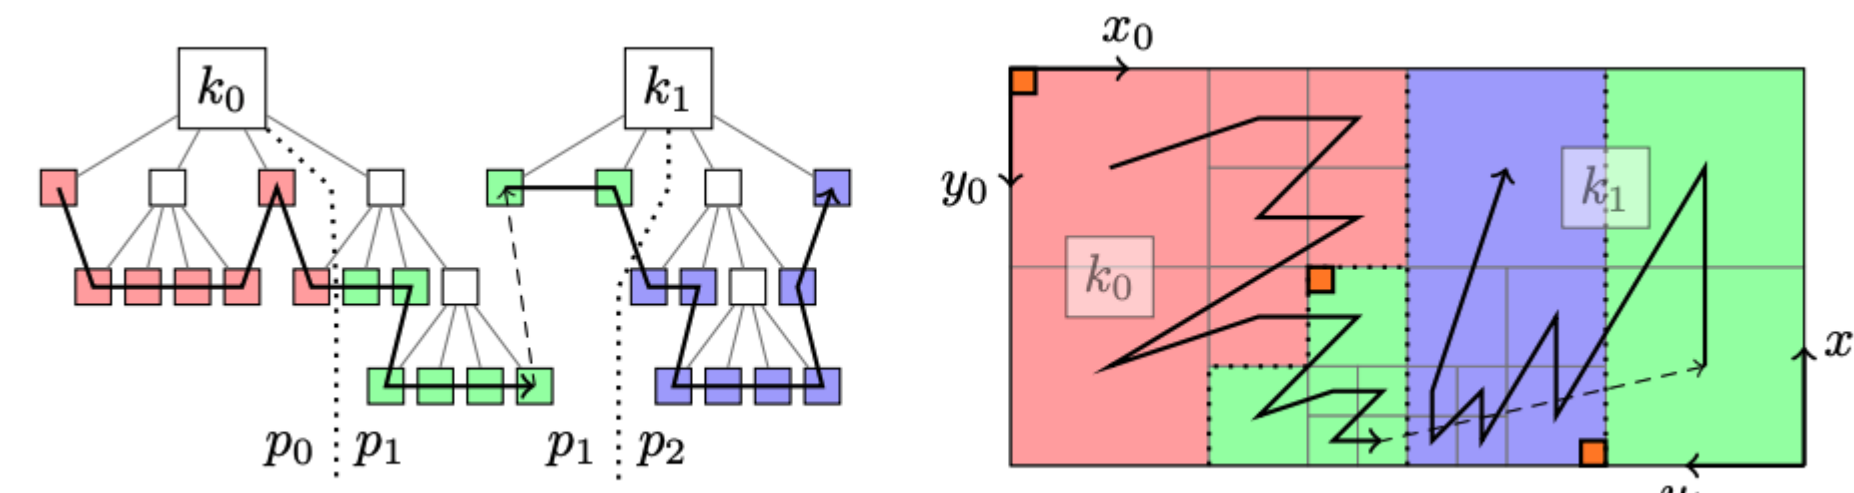 k₀ k₁
p₀ p₁ p₁ p₂
x₀
y₀
k₁
k₀
x